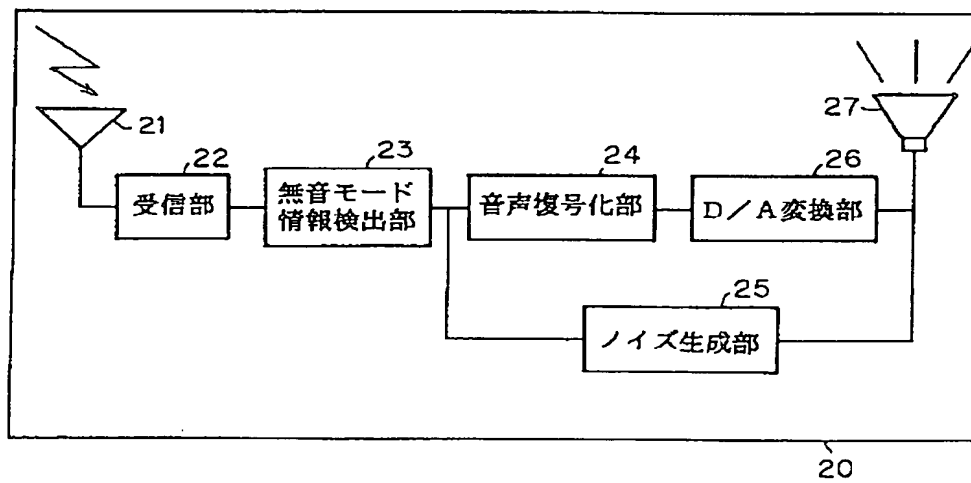 21
22
受信部
23
無音モード
情報検出部
24
音声復号化部
26
D/A変換部
27
25
ノイズ生成部
20